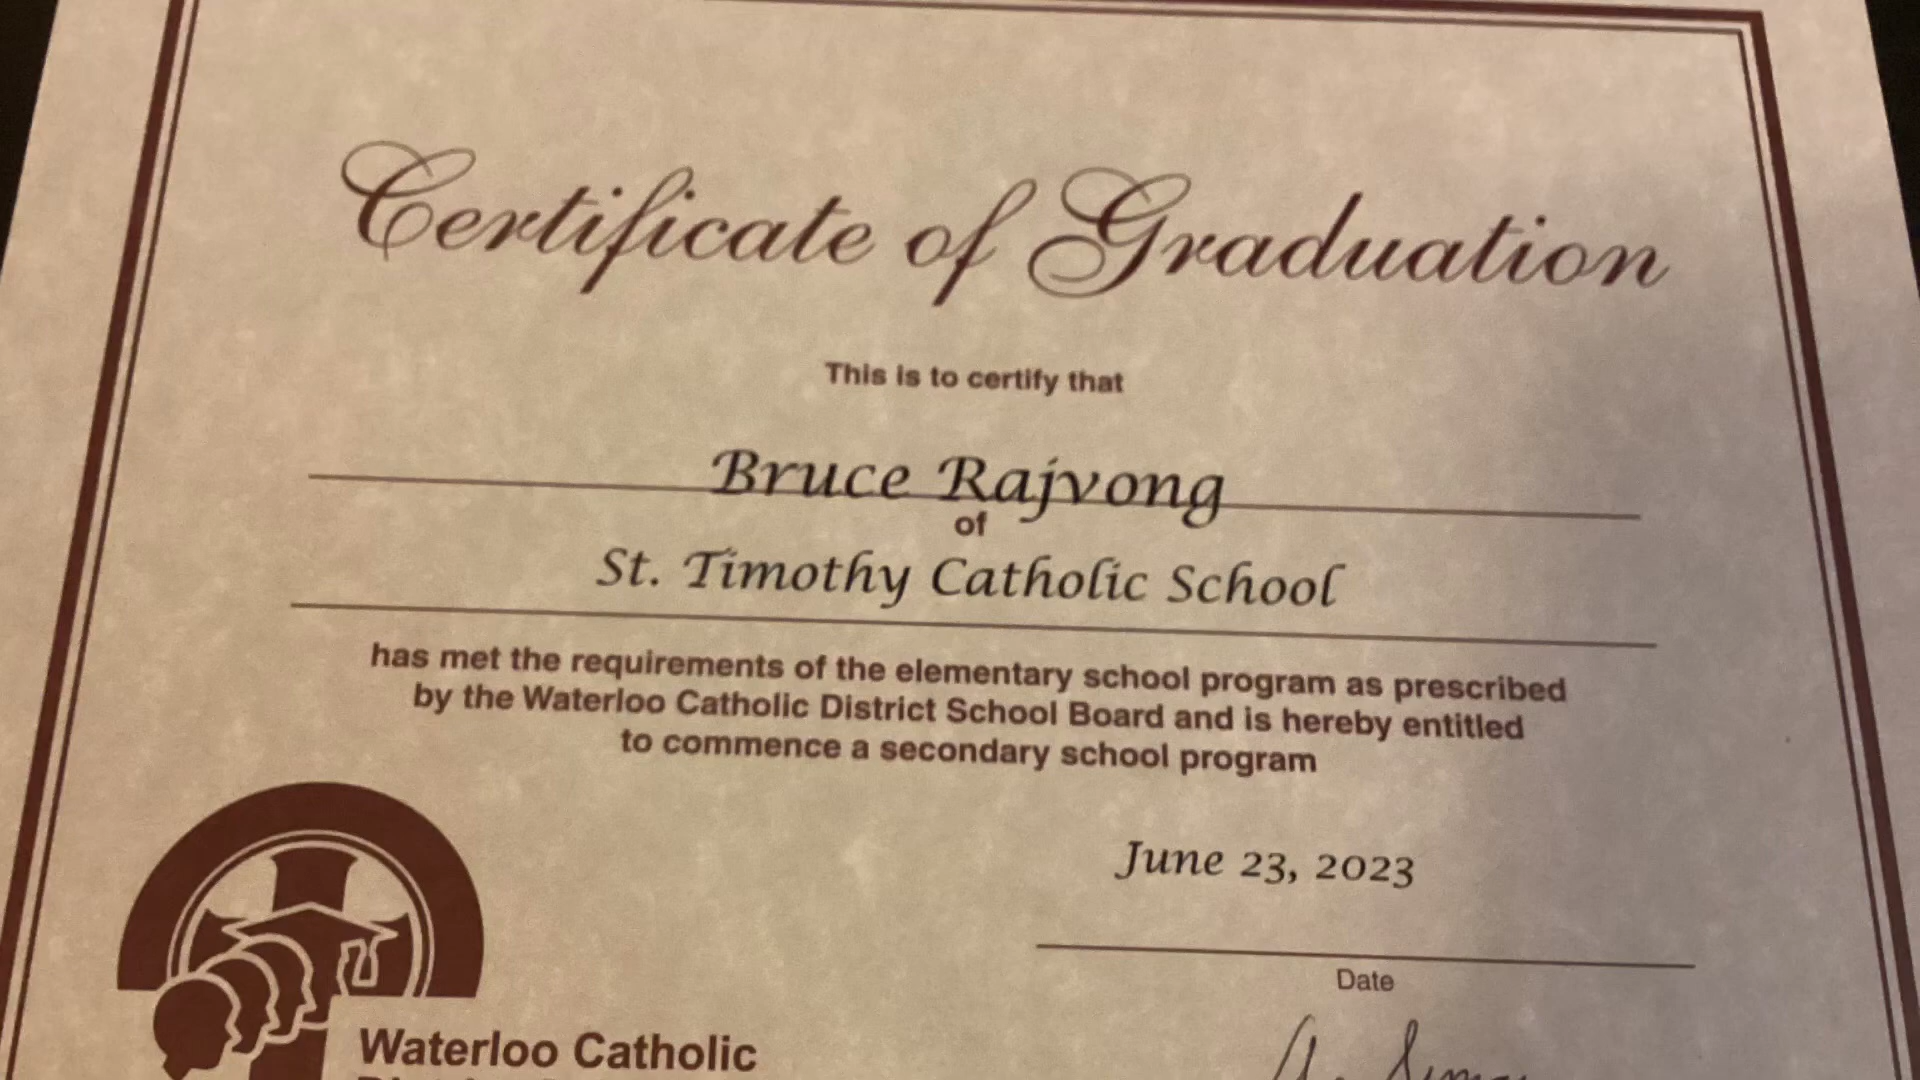 Certificate of Graduation
This is to certify that
Bruce Rajvong
of
St. Timothy Catholic School
has met the requirements of the elementary school program as prescribed
by the Waterloo Catholic District School Board and is hereby entitled
to commence a secondary school program
June 23, 2023
Date
Waterloo Catholic